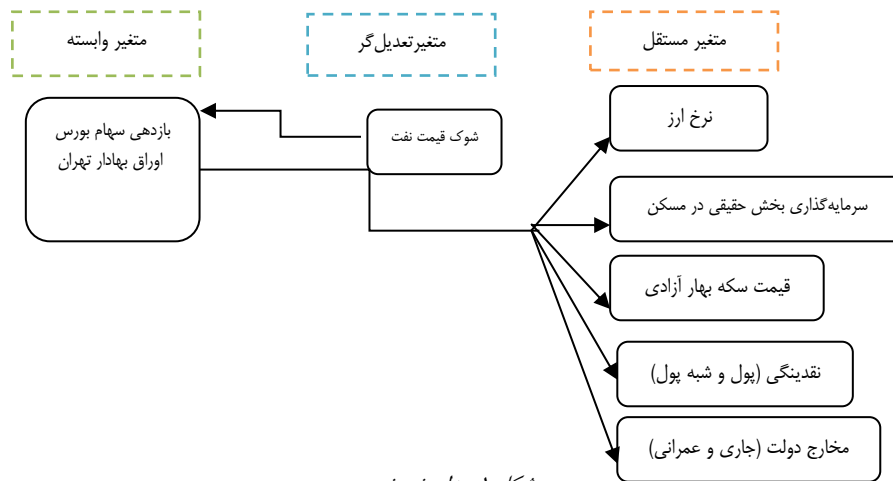 متغیر مستقل
متغیرتعدیل‌گر
متغیر وابسته
نرخ ارز
شوک قیمت نفت
بازدهی سهام بورس
اوراق بهادار تهران
سرمایه‌گذاری بخش حقیقی در مسکن
قیمت سکه بهار آزادی
نقدینگی (پول و شبه پول)
مخارج دولت (جاری و عمرانی)